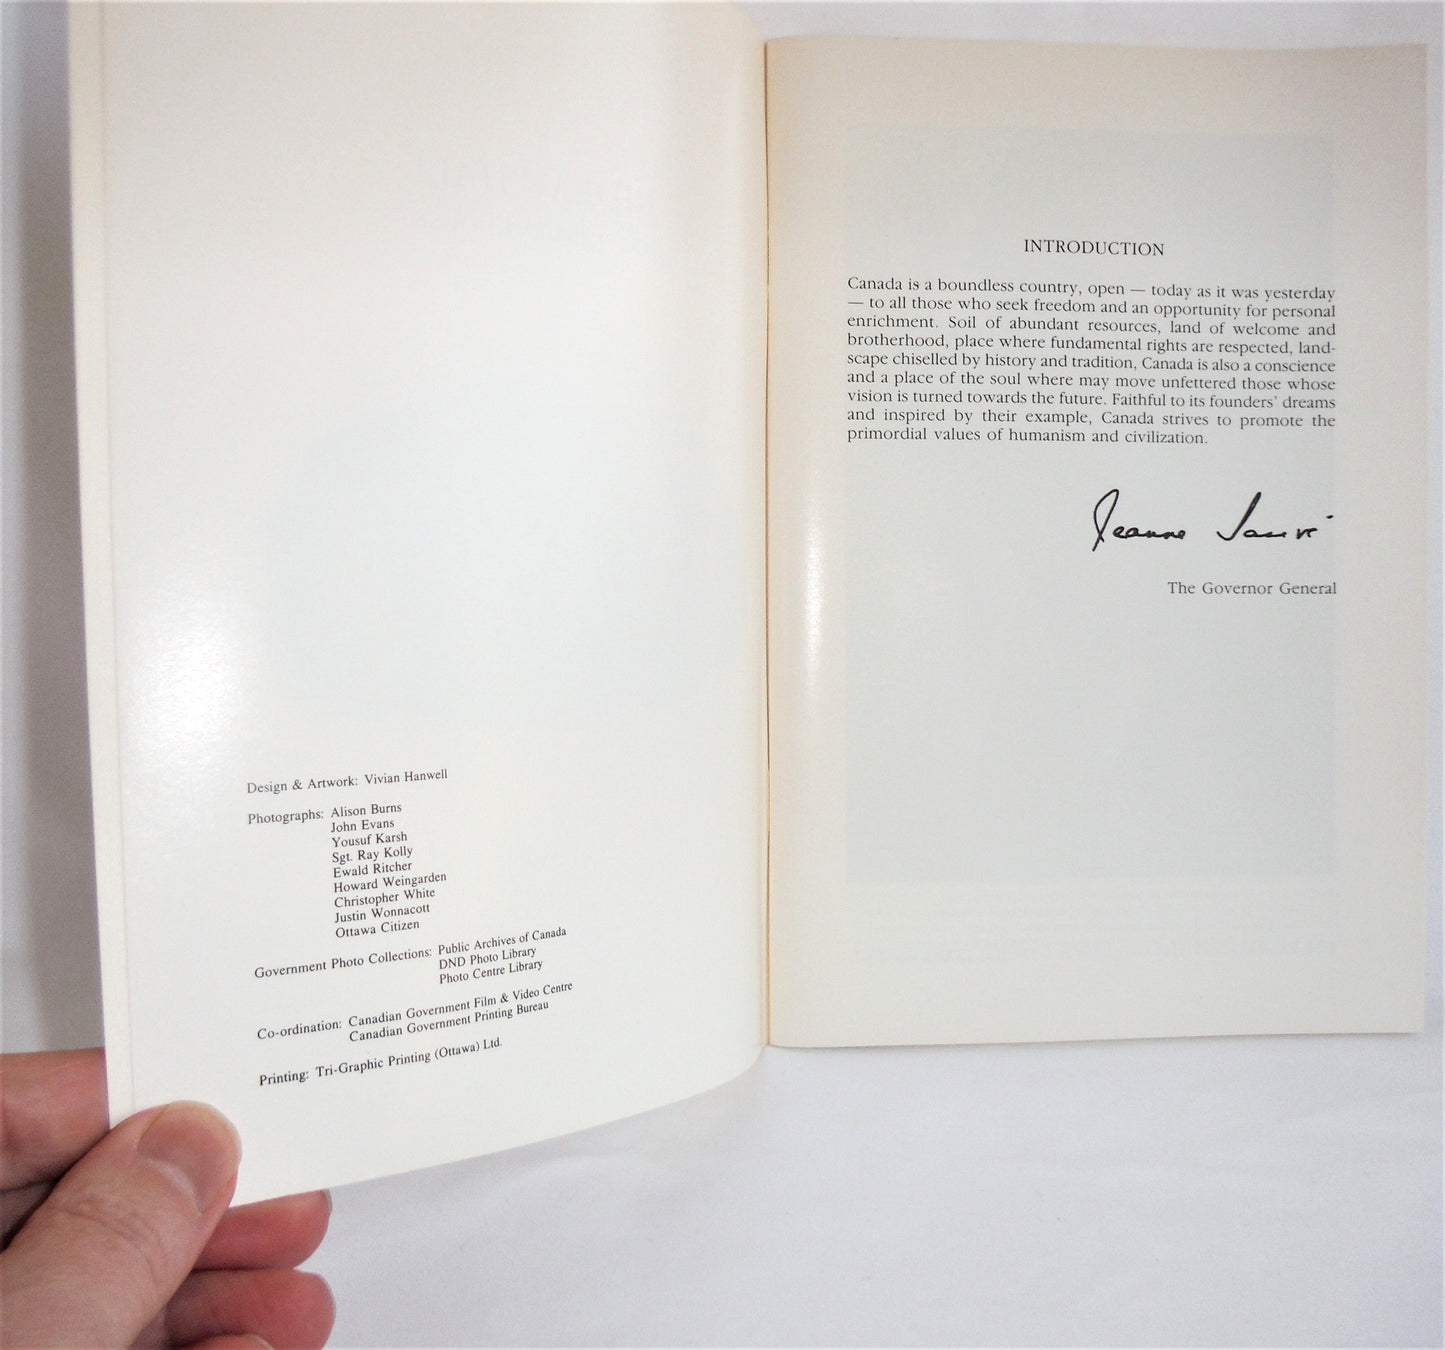 Design & Artwork: Vivian Hanwell
Photographs: Alison Burns
John Evans
Yousuf Karsh
Sgt. Ray Kolly
Ewald Ritcher
Howard Weingarden
Christopher White
Justin Wonnacott
Ottawa Citizen
Government Photo Collections: Public Archives of Canada
DND Photo Library
Photo Centre Library
Co-ordination: Canadian Government Film & Video Centre
Canadian Government Printing Bureau
Printing: Tri-Graphic Printing (Ottawa) Ltd.
INTRODUCTION
Canada is a boundless country, open — today as it was yesterday
— to all those who seek freedom and an opportunity for personal
enrichment. Soil of abundant resources, land of welcome and
brotherhood, place where fundamental rights are respected, land-
scape chiselled by history and tradition, Canada is also a conscience
and a place of the soul where may move unfettered those whose
vision is turned towards the future. Faithful to its founders' dreams
and inspired by their example, Canada strives to promote the
primordial values of humanism and civilization.
Jeanne Sauvé
The Governor General